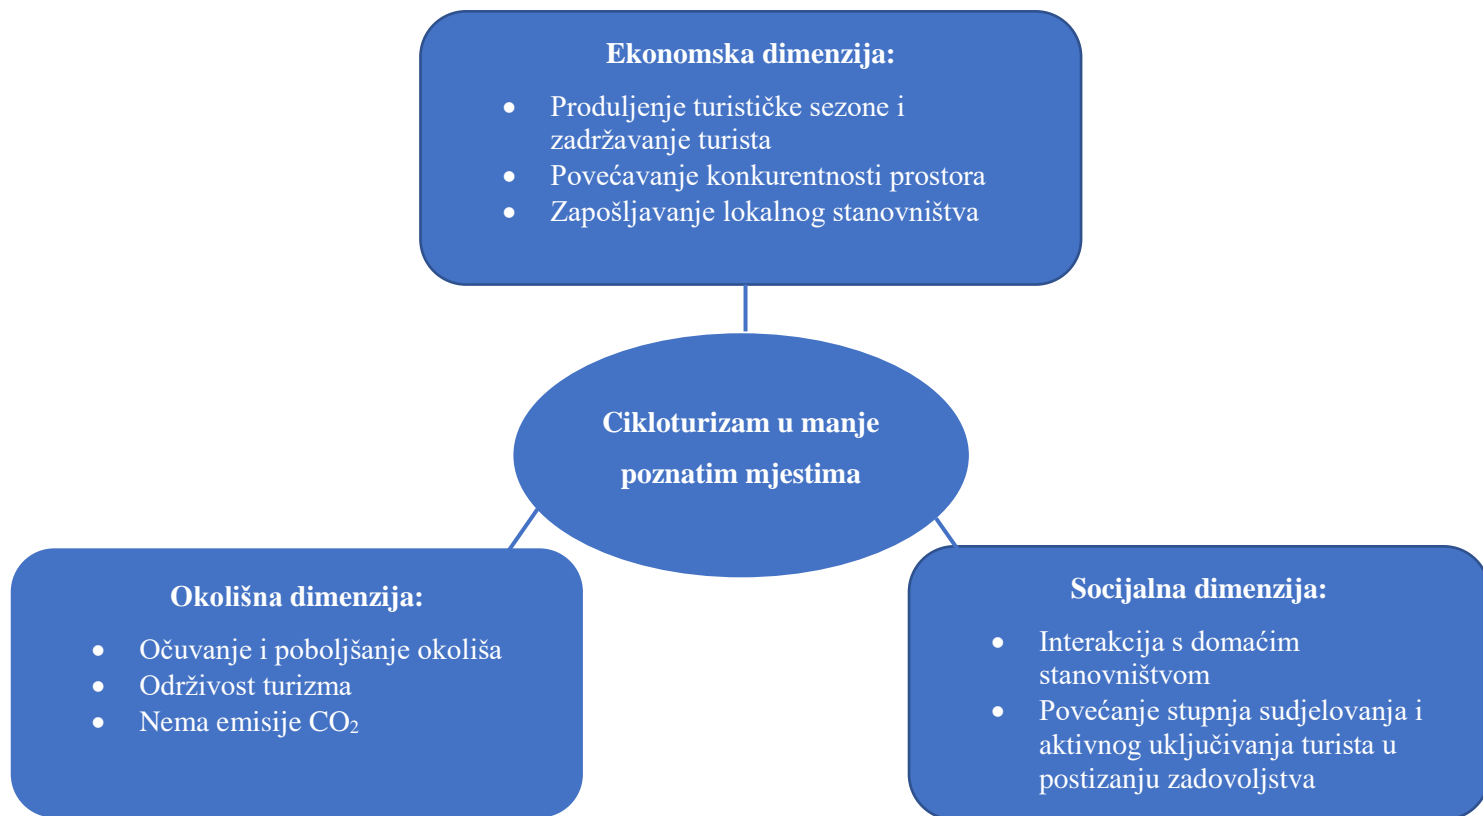 Ekonomska dimenzija:
• Produljenje turističke sezone i
zadržavanje turista
• Povećavanje konkurentnosti prostora
• Zapošljavanje lokalnog stanovništva
Cikloturizam u manje
poznatim mjestima
Okolišna dimenzija:
• Očuvanje i poboljšanje okoliša
• Održivost turizma
• Nema emisije CO₂
Socijalna dimenzija:
• Interakcija s domaćim
stanovništvom
• Povećanje stupnja sudjelovanja i
aktivnog uključivanja turista u
postizanju zadovoljstva